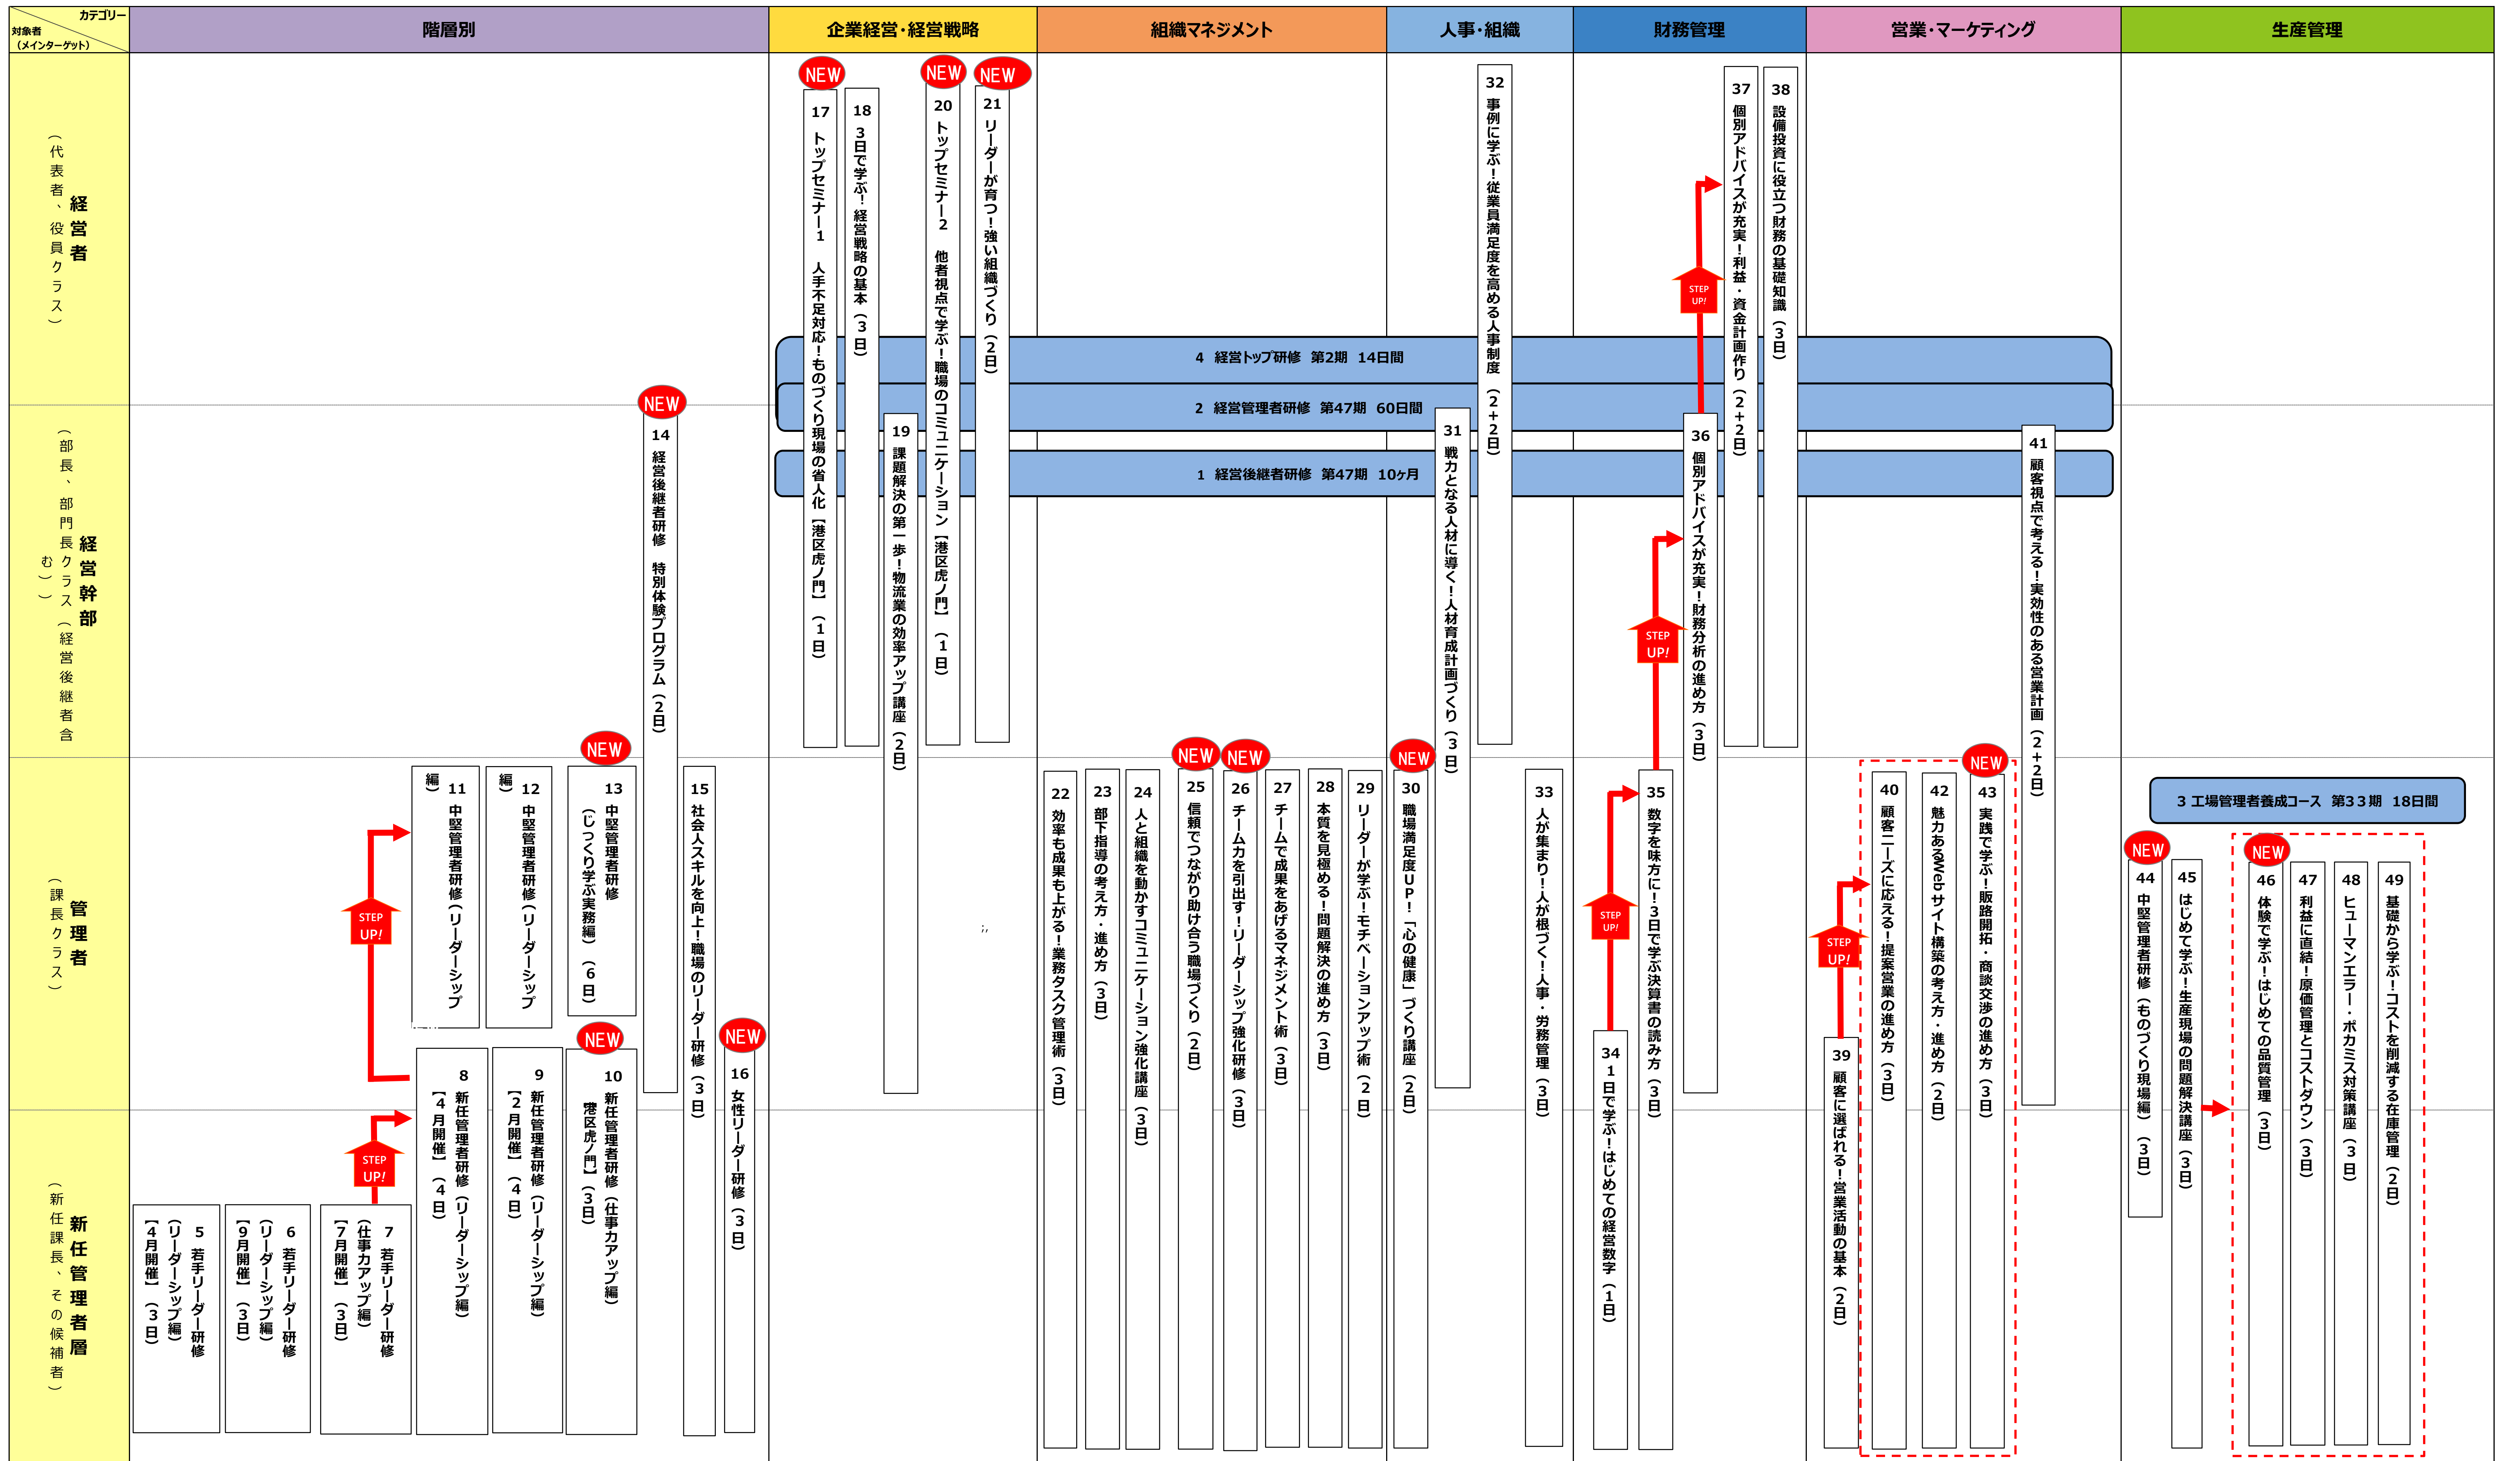 カテゴリー
対象者
（メインターゲット）
階層別
企業経営・経営戦略
組織マネジメント
人事・組織
財務管理
営業・マーケティング
生産管理
経営者
（代表者、役員クラス）
経営幹部
（部長、部門長クラス（経営後継者含
む））
管理者
（課長クラス）
新任管理者層
（新任課長、その候補者）
4 経営トップ研修 第2期 14日間
2 経営管理者研修 第47期 60日間
1 経営後継者研修 第47期 10ヶ月
3 工場管理者養成コース 第33期 18日間
5 若手リーダー研修
（リーダーシップ編）
【4月開催】（3日）
6 若手リーダー研修
（リーダーシップ編）
【9月開催】（3日）
7 若手リーダー研修
（仕事力アップ編）
【7月開催】（3日）
STEP
UP!
8 新任管理者研修（リーダーシップ編）
【4月開催】（4日）
9 新任管理者研修（リーダーシップ編）
【2月開催】（4日）
NEW
10 新任管理者研修（仕事力アップ編）
【港区虎ノ門】（3日）
STEP
UP!
11 中堅管理者研修（リーダーシップ
編）
12 中堅管理者研修（リーダーシップ
編）
NEW
13 中堅管理者研修
（じっくり学ぶ実務編）（6日）
NEW
14 経営後継者研修 特別体験プログラム（2日）
15 社会人スキルを向上！職場のリーダー研修（3日）
NEW
16 女性リーダー研修（3日）
NEW
17 トップセミナー1 人手不足対応！ものづくり現場の省人化【港区虎ノ門】（1日）
18 3日で学ぶ！経営戦略の基本（3日）
19 課題解決の第一歩！物流業の効率アップ講座（2日）
NEW
20 トップセミナー2 他者視点で学ぶ！職場のコミュニケーション【港区虎ノ門】（1日）
NEW
21 リーダーが育つ！強い組織づくり（2日）
22 効率も成果も上がる！業務タスク管理術（3日）
23 部下指導の考え方・進め方（3日）
24 人と組織を動かすコミュニケーション強化講座（3日）
NEW
25 信頼でつながり助け合う職場づくり（2日）
NEW
26 チーム力を引出す！リーダーシップ強化研修（3日）
27 チームで成果をあげるマネジメント術（3日）
28 本質を見極める！問題解決の進め方（3日）
29 リーダーが学ぶ！モチベーションアップ術（2日）
NEW
30 職場満足度UP！「心の健康」づくり講座（2日）
31 戦力となる人材に導く！人材育成計画づくり（3日）
32 事例に学ぶ！従業員満足度を高める人事制度（2+2日）
33 人が集まり！人が根づく！人事・労務管理（3日）
34 1日で学ぶ！はじめての経営数字（1日）
STEP
UP!
35 数字を味方に！3日で学ぶ決算書の読み方（3日）
STEP
UP!
36 個別アドバイスが充実！財務分析の進め方（3日）
STEP
UP!
37 個別アドバイスが充実！利益・資金計画作り（2+2日）
38 設備投資に役立つ財務の基礎知識（3日）
39 顧客に選ばれる！営業活動の基本（2日）
STEP
UP!
40 顧客ニーズに応える！提案営業の進め方（3日）
41 顧客視点で考える！実効性のある営業計画（2+2日）
42 魅力あるWebサイト構築の考え方・進め方（2日）
NEW
43 実践で学ぶ！販路開拓・商談交渉の進め方（3日）
NEW
44 中堅管理者研修（ものづくり現場編）（3日）
45 はじめて学ぶ！生産現場の問題解決講座（3日）
NEW
46 体験で学ぶ！はじめての品質管理（3日）
47 利益に直結！原価管理とコストダウン（3日）
48 ヒューマンエラー・ポカミス対策講座（3日）
49 基礎から学ぶ！コストを削減する在庫管理（2日）